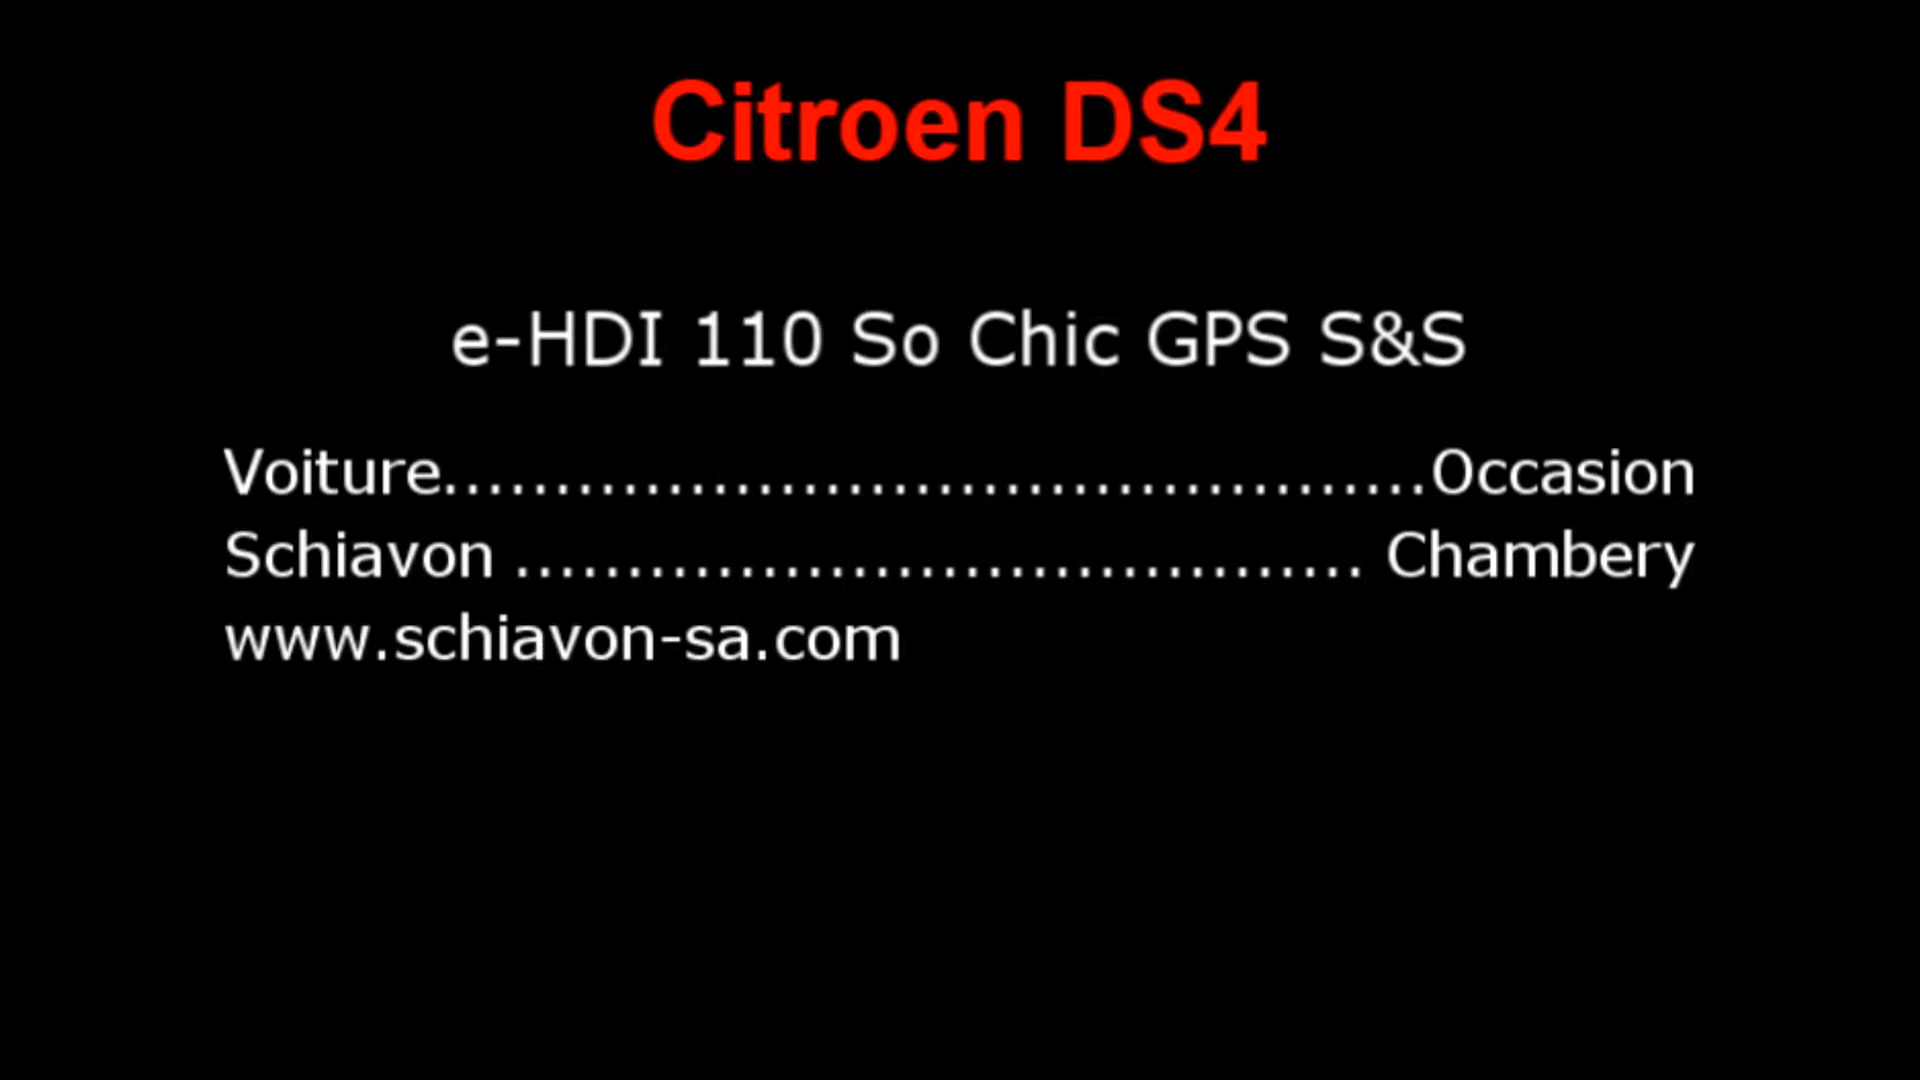 Citroen DS4
e-HDI 110 So Chic GPS S&S
Voiture............................................Occasion
Schiavon ...................................... Chambery
www.schiavon-sa.com